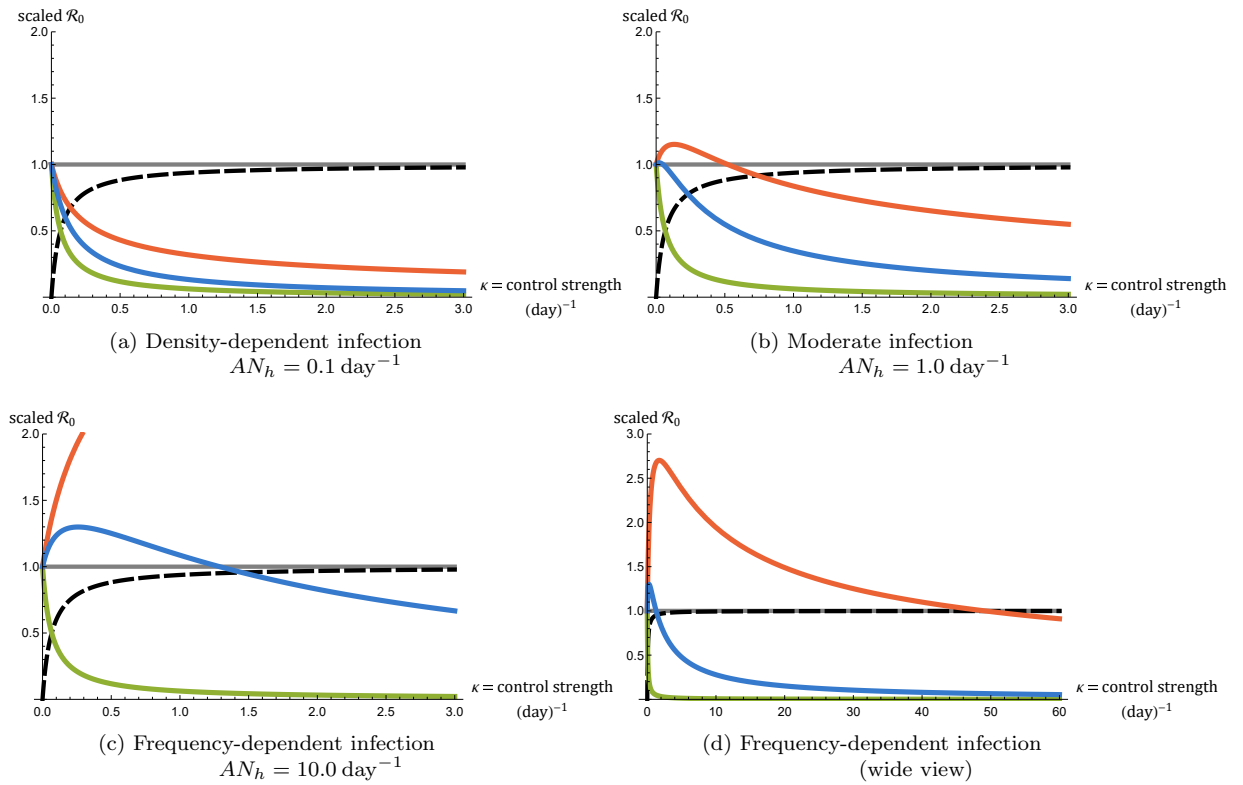 scaled R₀
2.0
1.5
1.0
0.5
0.0 0.5 1.0 1.5 2.0 2.5 3.0
κ = control strength
(day)⁻¹
(a) Density-dependent infection
ANₕ = 0.1 day⁻¹
scaled R₀
2.0
1.5
1.0
0.5
0.0 0.5 1.0 1.5 2.0 2.5 3.0
κ = control strength
(day)⁻¹
(b) Moderate infection
ANₕ = 1.0 day⁻¹
scaled R₀
2.0
1.5
1.0
0.5
0.0 0.5 1.0 1.5 2.0 2.5 3.0
κ = control strength
(day)⁻¹
(c) Frequency-dependent infection
ANₕ = 10.0 day⁻¹
scaled R₀
3.0
2.5
2.0
1.5
1.0
0.5
0 10 20 30 40 50 60
κ = control strength
(day)⁻¹
(d) Frequency-dependent infection
(wide view)